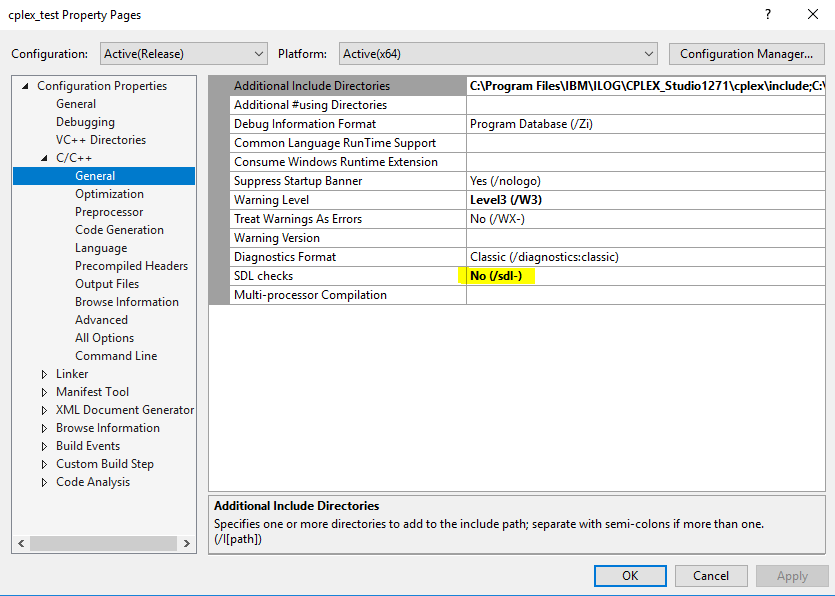 cplex_test Property Pages
?
Configuration: Active(Release) Platform: Active(x64) Configuration Manager...
Configuration Properties
General
Debugging
VC++ Directories
C/C++
General
Optimization
Preprocessor
Code Generation
Language
Precompiled Headers
Output Files
Browse Information
Advanced
All Options
Command Line
Linker
Manifest Tool
XML Document Generator
Browse Information
Build Events
Custom Build Step
Code Analysis
Additional Include Directories C:\Program Files\IBM\ILOG\CPLEX_Studio1271\cplex\include;C:\
Additional #using Directories
Debug Information Format Program Database (/Zi)
Common Language RunTime Support
Consume Windows Runtime Extension
Suppress Startup Banner Yes (/nologo)
Warning Level Level3 (/W3)
Treat Warnings As Errors No (/WX-)
Warning Version
Diagnostics Format Classic (/diagnostics:classic)
SDL checks No (/sdl-)
Multi-processor Compilation
Additional Include Directories
Specifies one or more directories to add to the include path; separate with semi-colons if more than one.
(/I[path])
OK Cancel Apply